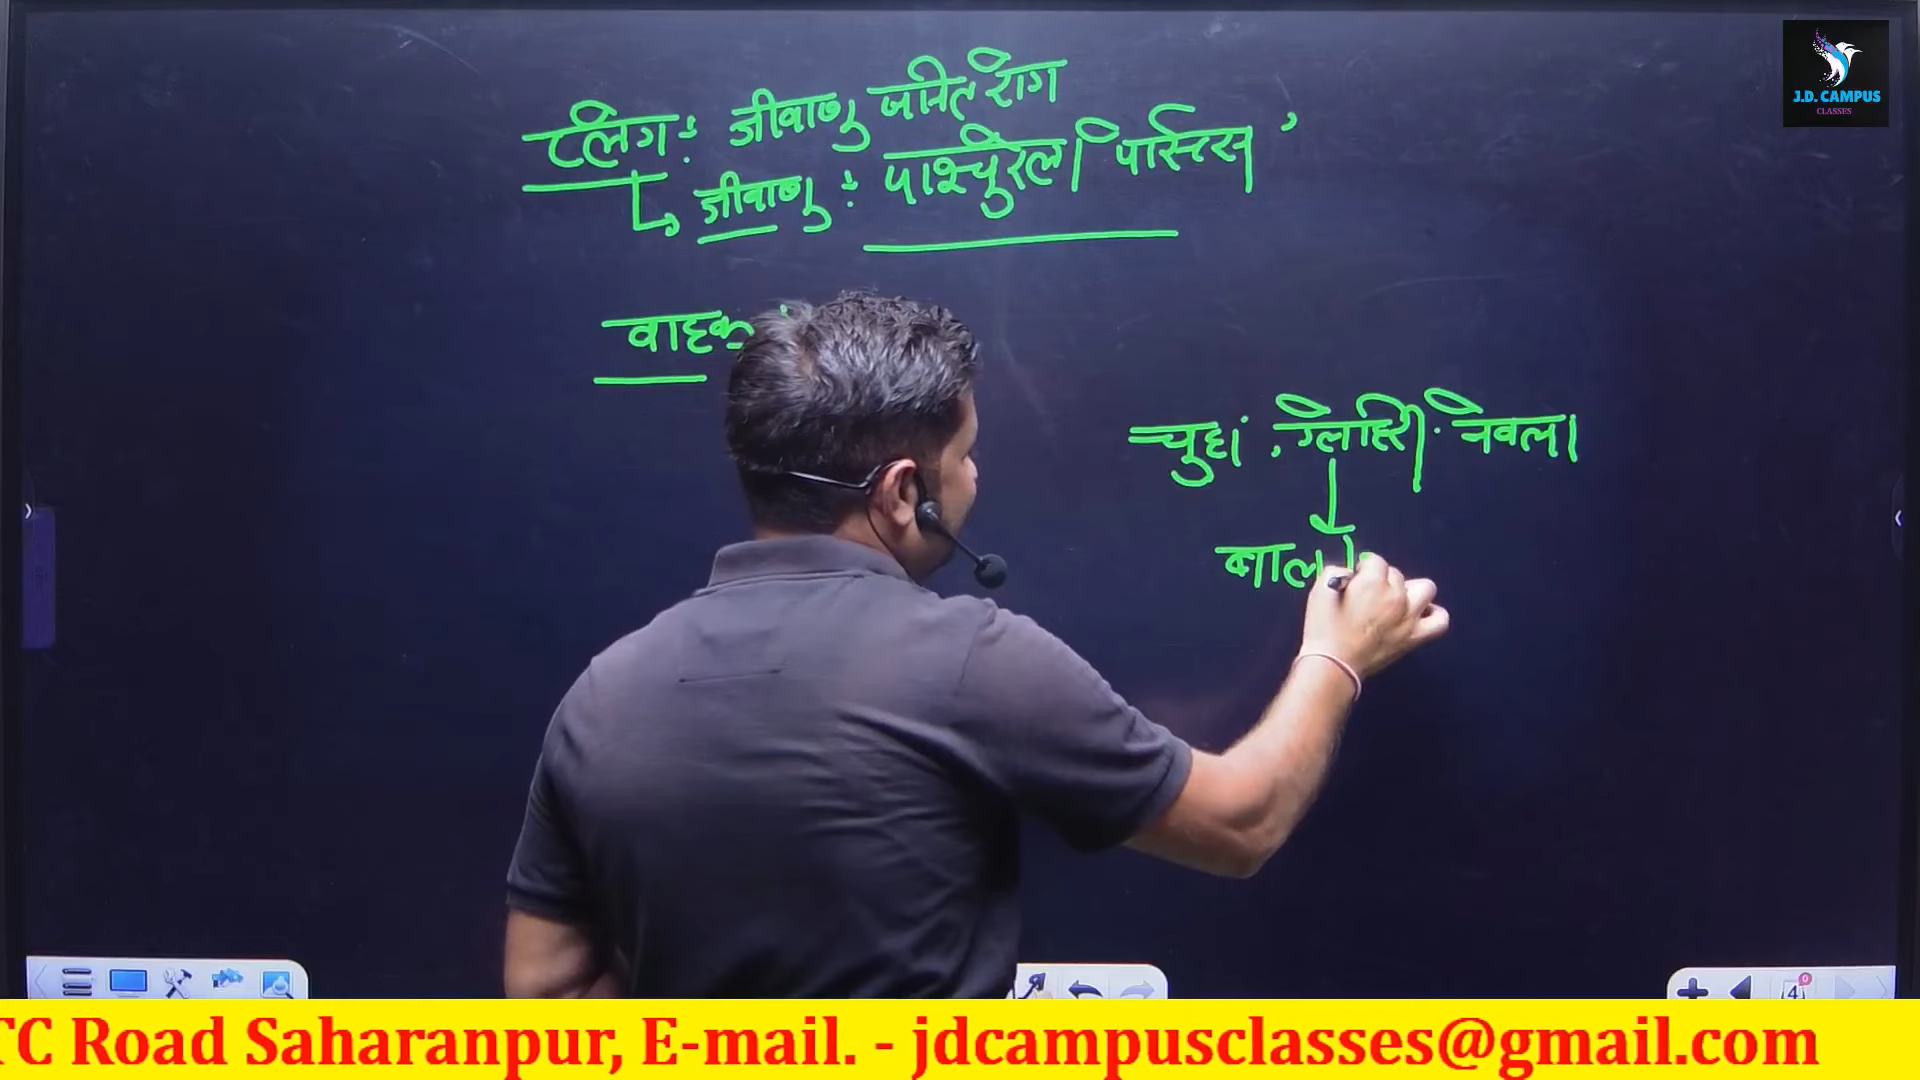 J.D. CAMPUS
CLASSES
प्लेग : जीवाणु जनित रोग
जीवाणु : पाश्चुरेला पेस्टिस
वाहक
चुहा , गिलहरी . नेवला
बालों
TC Road Saharanpur, E-mail. - jdcampusclasses@gmail.com